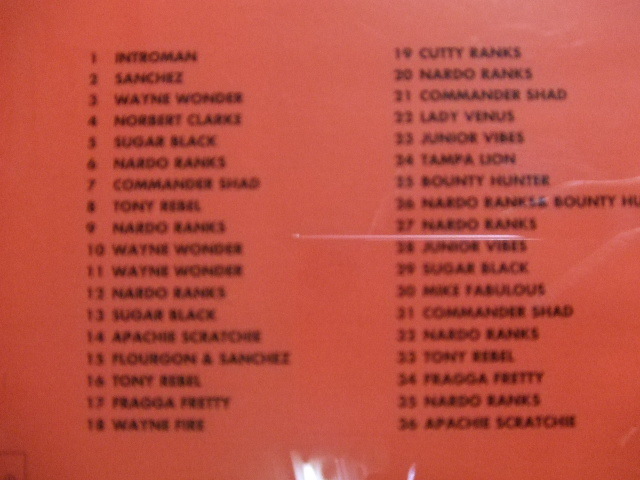 1 INTROMAN
2 SANCHEZ
3 WAYNE WONDER
4 NORBERT CLARKE
5 SUGAR BLACK
6 NARDO RANKS
7 COMMANDER SHAD
8 TONY REBEL
9 NARDO RANKS
10 WAYNE WONDER
11 WAYNE WONDER
12 NARDO RANKS
13 SUGAR BLACK
14 APACHIE SCRATCHIE
15 FLOURGON & SANCHEZ
16 TONY REBEL
17 FRAGGA FRETTY
18 WAYNE FIRE
19 CUTTY RANKS
20 NARDO RANKS
21 COMMANDER SHAD
22 LADY VENUS
23 JUNIOR VIBES
24 TAMPA LION
25 BOUNTY HUNTER
26 NARDO RANKS& BOUNTY HU
27 NARDO RANKS
28 JUNIOR VIBES
29 SUGAR BLACK
30 MIKE FABULOUS
31 COMMANDER SHAD
32 NARDO RANKS
33 TONY REBEL
34 FRAGGA FRETTY
35 NARDO RANKS
36 APACHIE SCRATCHIE